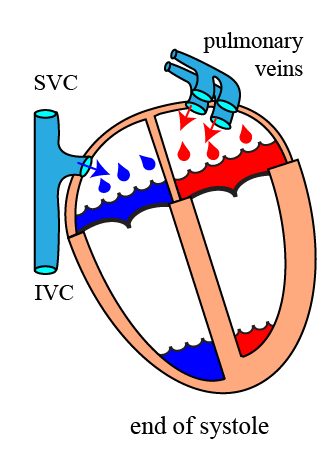 pulmonary
veins
SVC
IVC
end of systole